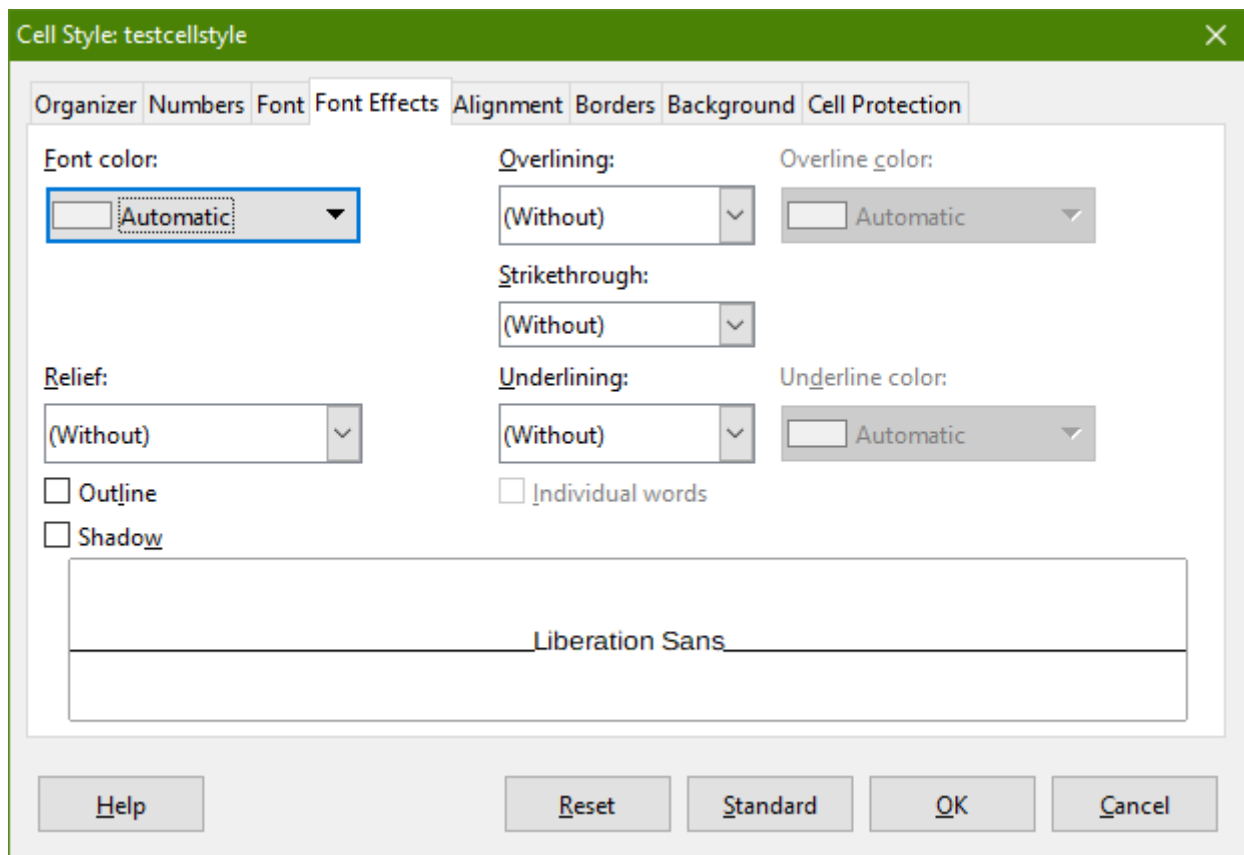 Cell Style: testcellstyle
Organizer Numbers Font Font Effects Alignment Borders Background Cell Protection
Font color: Overlining: Overline color:
Automatic (Without) Automatic
Strikethrough:
(Without)
Relief: Underlining: Underline color:
(Without) (Without) Automatic
Outline Individual words
Shadow
Liberation Sans
Help Reset Standard OK Cancel